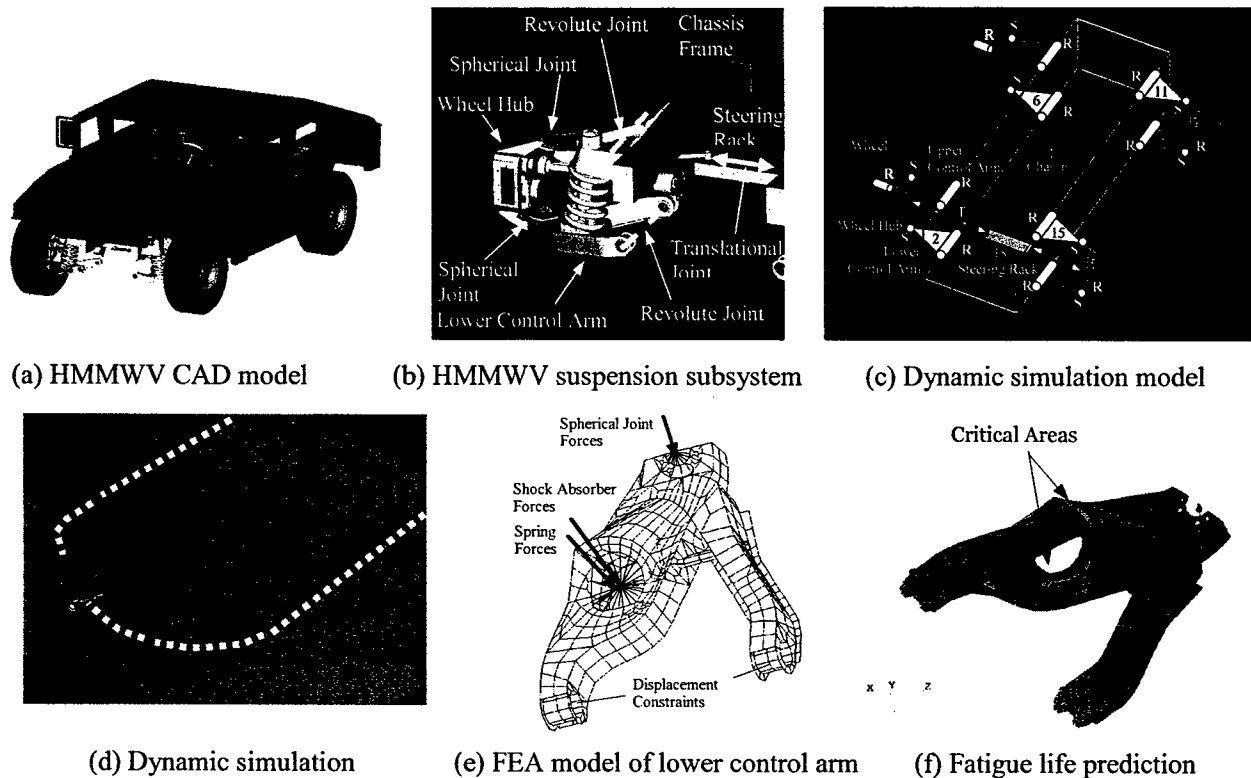 Revolute Joint
Chassis
Frame
Spherical Joint
Wheel Hub
Steering
Rack
Translational
Joint
Spherical
Joint
Lower Control Arm
Revolute Joint
S
R
R
R
11
S
6
R
R
S
S
R
Wheel
Upper
Control Arm
Chassis
S
R
R
Wheel Hub
S
2
R
T
R
15
S
Lower
Control Arm
TS
Steering Rack
R
R
S
(a) HMMWV CAD model
(b) HMMWV suspension subsystem
(c) Dynamic simulation model
Spherical Joint
Forces
Shock Absorber
Forces
Spring
Forces
Displacement
Constraints
Critical Areas
X Y Z
(d) Dynamic simulation
(e) FEA model of lower control arm
(f) Fatigue life prediction